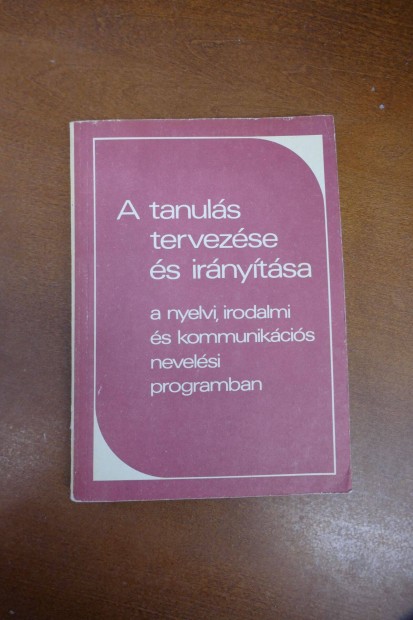 A tanulás
tervezése
és irányítása
a nyelvi, irodalmi
és kommunikációs
nevelési
programban